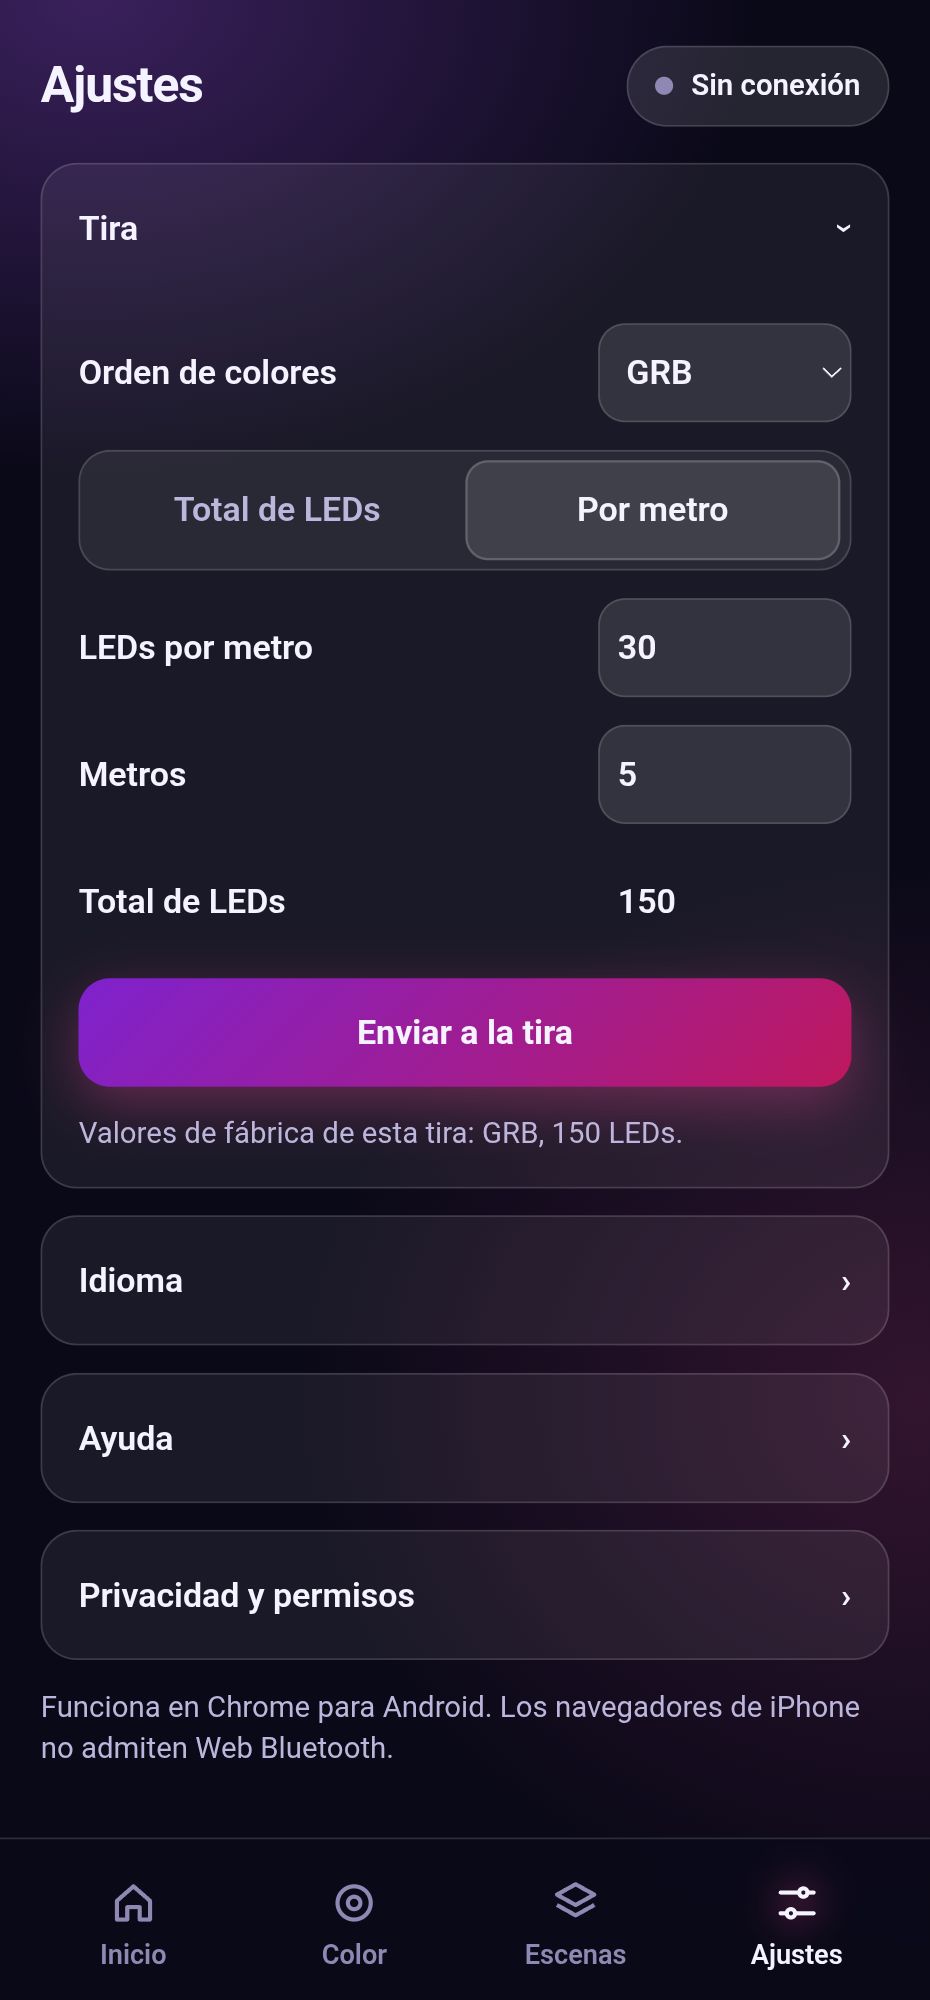 Ajustes
Sin conexión
Tira
Orden de colores
GRB
Total de LEDs
Por metro
LEDs por metro
30
Metros
5
Total de LEDs
150
Enviar a la tira
Valores de fábrica de esta tira: GRB, 150 LEDs.
Idioma
Ayuda
Privacidad y permisos
Funciona en Chrome para Android. Los navegadores de iPhone
no admiten Web Bluetooth.
Inicio
Color
Escenas
Ajustes